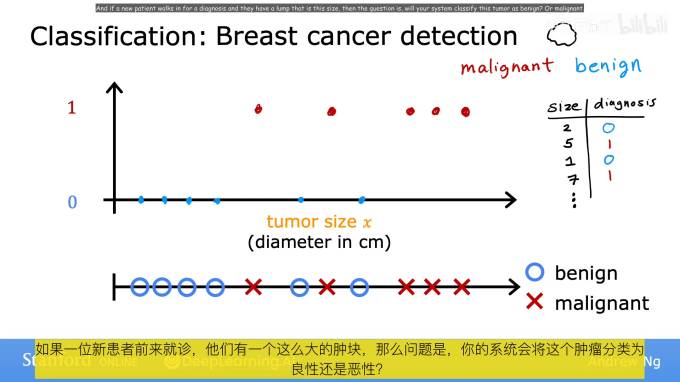 And if a new patient walks in for a diagnosis and they have a lump that is this size, then the question is, will your system classify this tumor as benign? Or malignant
bilibili
Classification: Breast cancer detection
malignant benign
size diagnosis
2 0
5 1
1 0
7 1
1
0
tumor size x
(diameter in cm)
benign
malignant
如果一位新患者前来就诊，他们有一个这么大的肿块，那么问题是，你的系统会将这个肿瘤分类为
良性还是恶性？
Stanford ONLINE DeepLearning.AI Andrew Ng